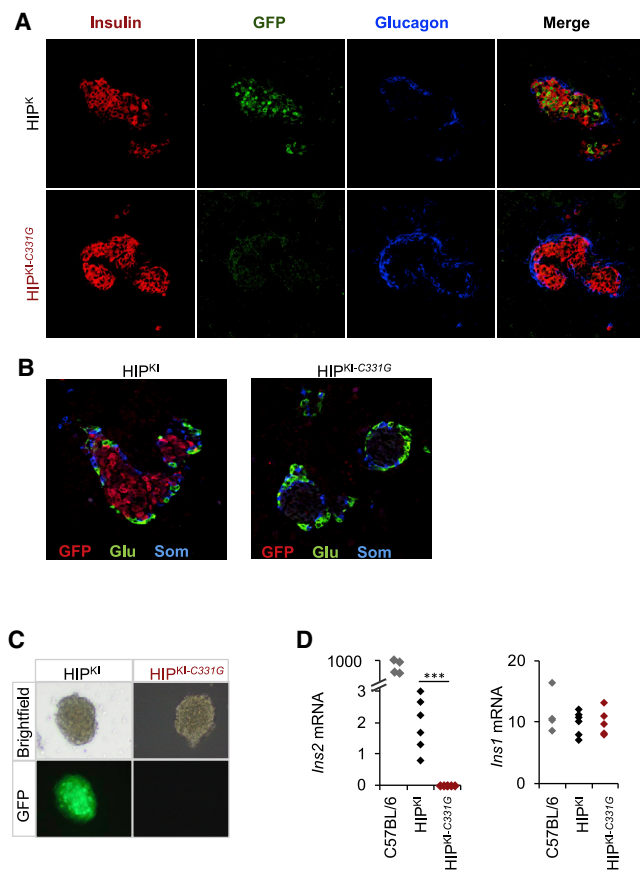 A
Insulin GFP Glucagon Merge
HIPK
HIPKI-C331G
B
HIPKI HIPKI-C331G
GFP Glu Som GFP Glu Som
C
HIPKI HIPKI-C331G
Brightfield
GFP
D
Ins2 mRNA
1000
3
2
1
0
***
C57BL/6
HIPKI
HIPKI-C331G
Ins1 mRNA
20
10
0
C57BL/6
HIPKI
HIPKI-C331G